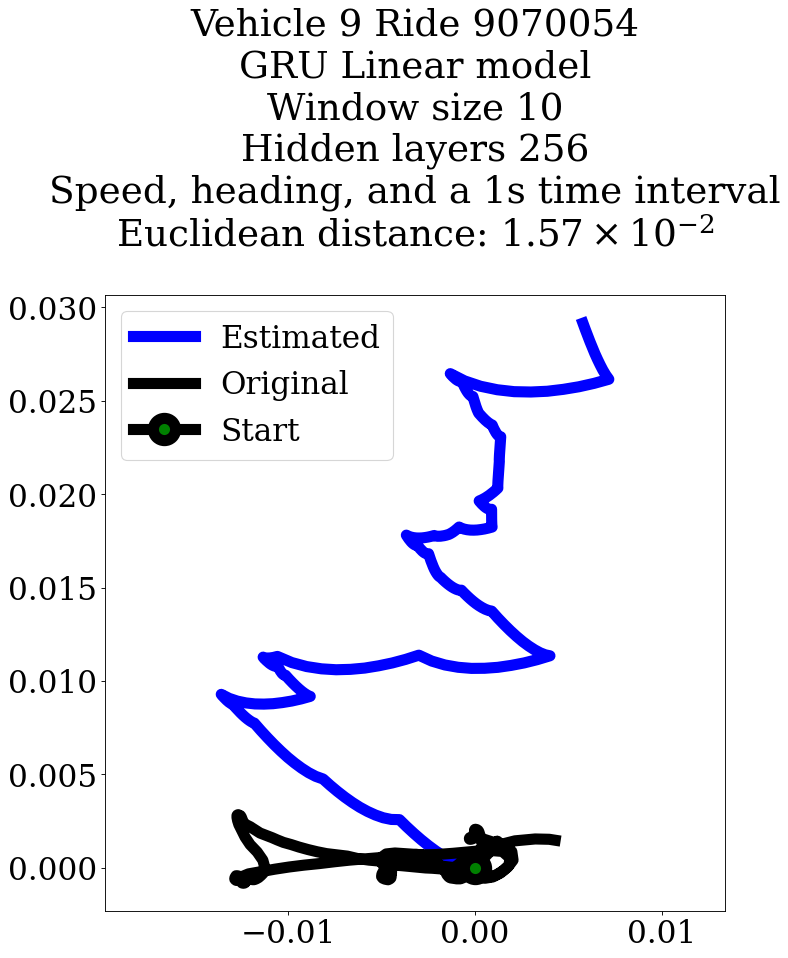 Vehicle 9 Ride 9070054
GRU Linear model
Window size 10
Hidden layers 256
Speed, heading, and a 1s time interval
Euclidean distance: 1.57 × 10⁻²
Estimated
Original
Start
0.030
0.025
0.020
0.015
0.010
0.005
0.000
−0.01 0.00 0.01